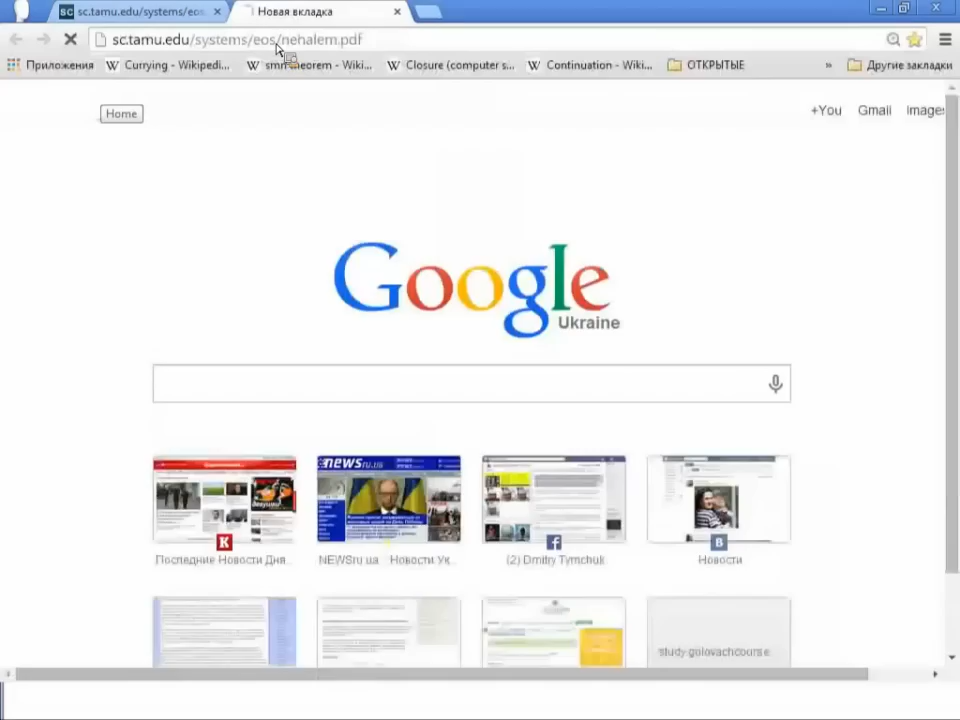 sc.tamu.edu/systems/eos
Новая вкладка
sc.tamu.edu/systems/eos/nehalem.pdf
Приложения
Currying - Wikipedi...
smn theorem - Wiki...
Closure (computer s...
Continuation - Wiki...
ОТКРЫТЫЕ
»
Другие закладки
Home
+You
Gmail
Images
Google
Ukraine
Последние Новости Дня...
NEWSru.ua Новости Ук...
(2) Dmitry Tymchuk
Новости
study.golovachcourse...